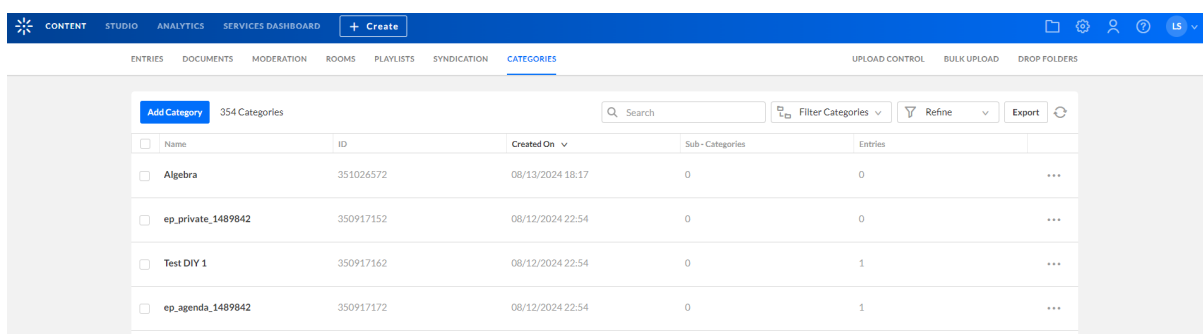 CONTENT STUDIO ANALYTICS SERVICES DASHBOARD + Create LS
ENTRIES DOCUMENTS MODERATION ROOMS PLAYLISTS SYNDICATION CATEGORIES UPLOAD CONTROL BULK UPLOAD DROP FOLDERS
Add Category 354 Categories Search Filter Categories Refine Export
Name ID Created On Sub - Categories Entries
Algebra 351026572 08/13/2024 18:17 0 0
ep_private_1489842 350917152 08/12/2024 22:54 0 0
Test DIY 1 350917162 08/12/2024 22:54 0 1
ep_agenda_1489842 350917172 08/12/2024 22:54 0 1